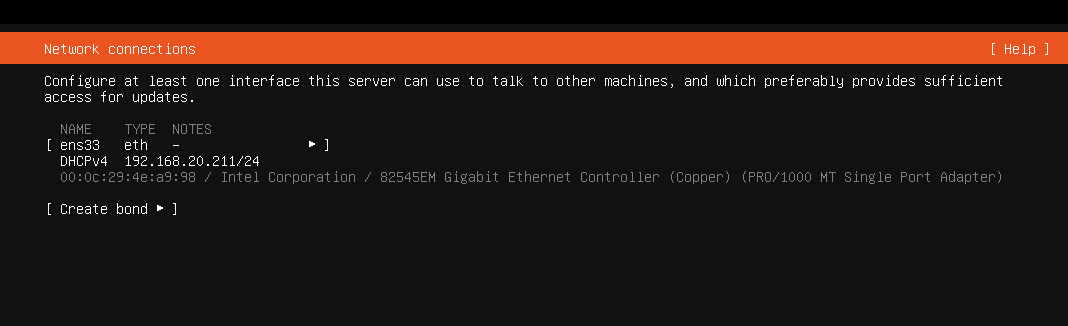 Network connections [ Help ]
Configure at least one interface this server can use to talk to other machines, and which preferably provides sufficient
access for updates.
NAME TYPE NOTES
[ ens33 eth - ▸ ]
DHCPv4 192.168.20.211/24
00:0c:29:4e:a9:98 / Intel Corporation / 82545EM Gigabit Ethernet Controller (Copper) (PRO/1000 MT Single Port Adapter)
[ Create bond ▸ ]